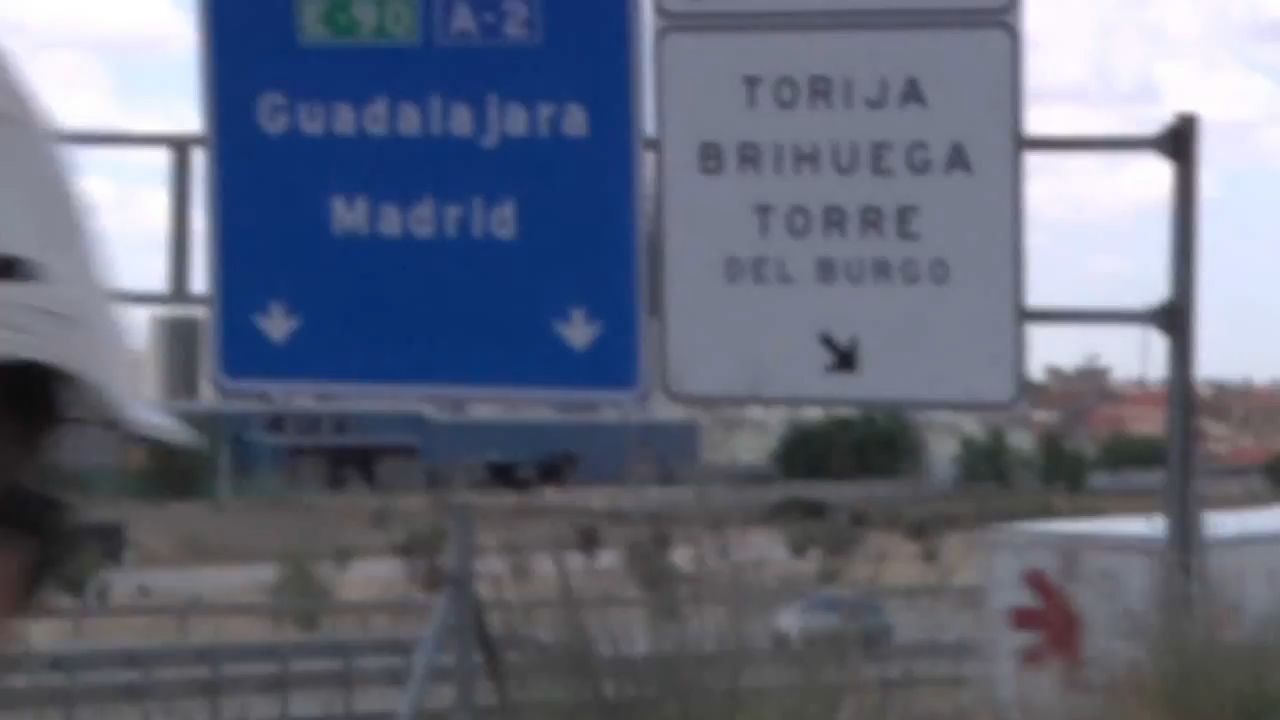 E-90 A-2
Guadalajara
Madrid
TORIJA
BRIHUEGA
TORRE
DEL BURGO